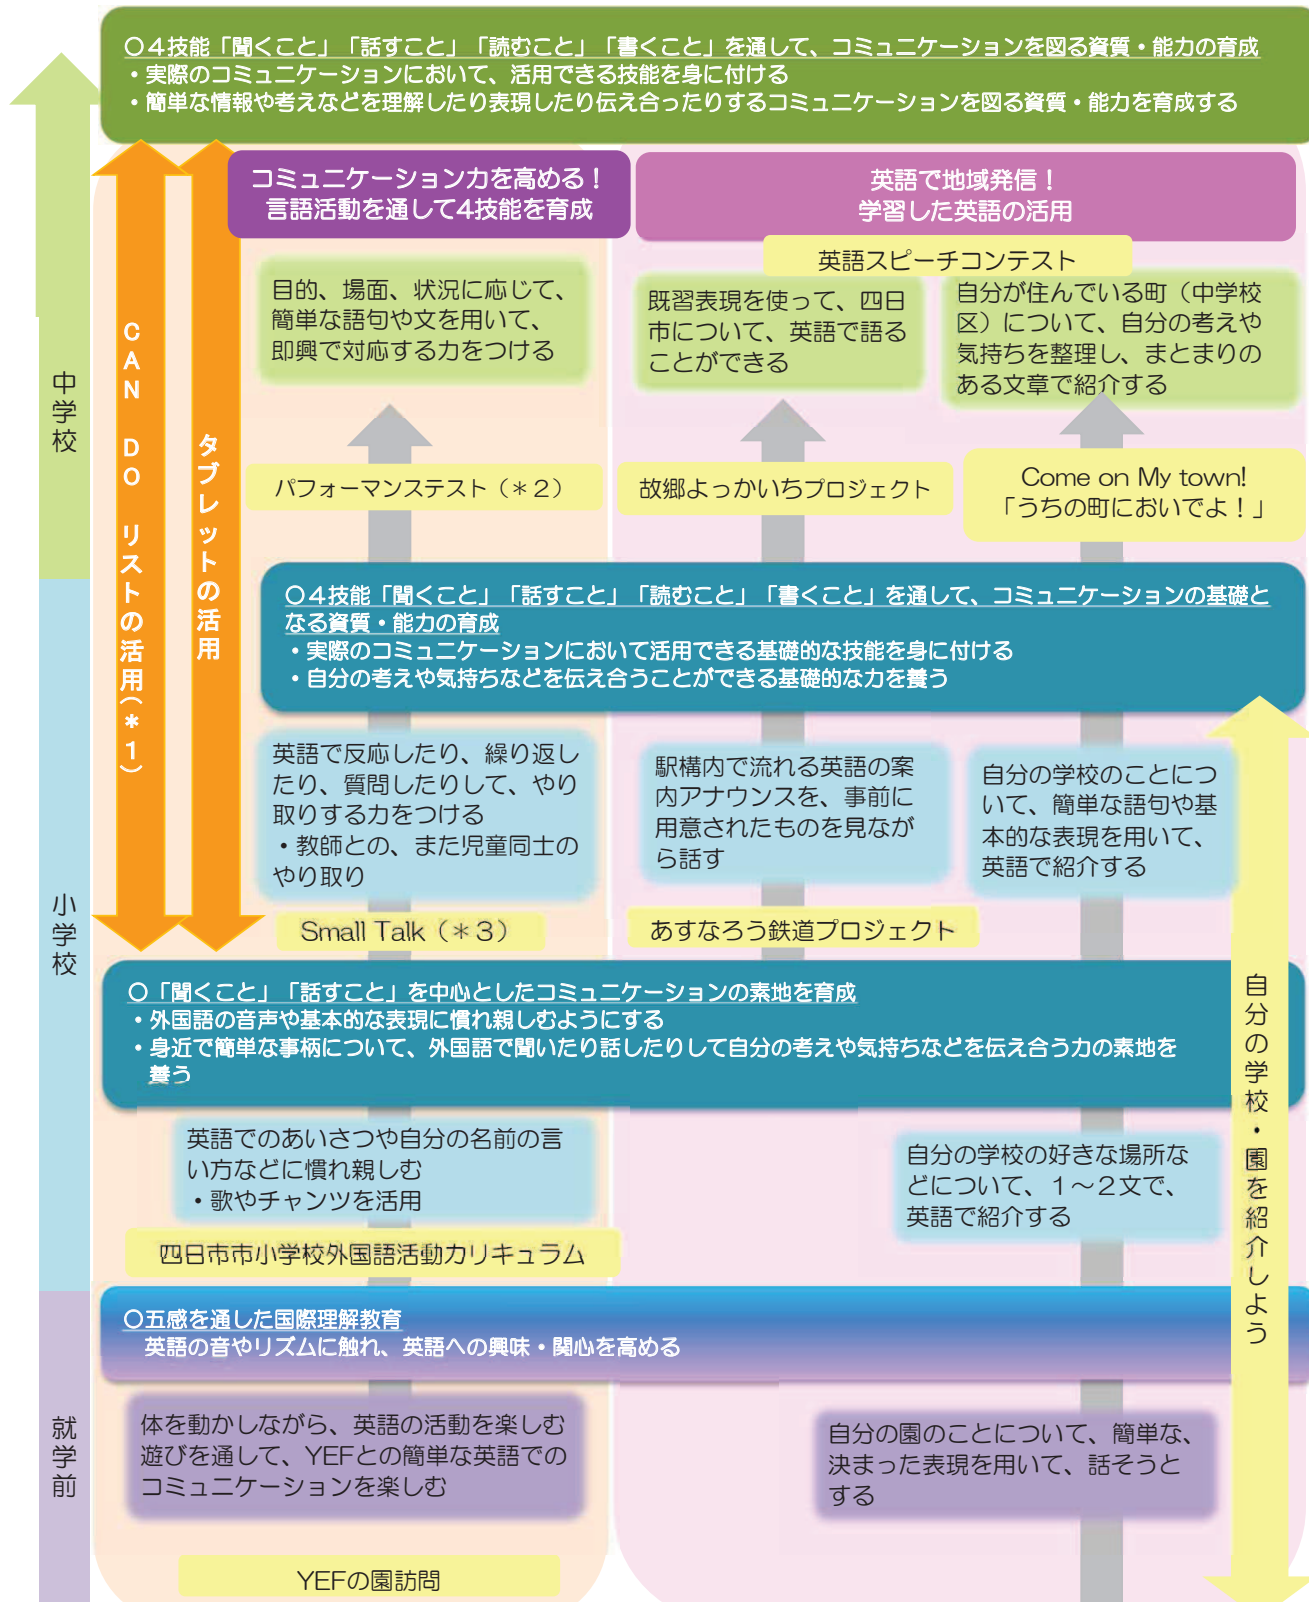 〇４技能「聞くこと」「話すこと」「読むこと」「書くこと」を通して、コミュニケーションを図る資質・能力の育成
・実際のコミュニケーションにおいて、活用できる技能を身に付ける
・簡単な情報や考えなどを理解したり表現したり伝え合ったりするコミュニケーションを図る資質・能力を育成する
コミュニケーション力を高める！
言語活動を通して4技能を育成
英語で地域発信！
学習した英語の活用
英語スピーチコンテスト
目的、場面、状況に応じて、
簡単な語句や文を用いて、
即興で対応する力をつける
既習表現を使って、四日
市について、英語で語る
ことができる
自分が住んでいる町（中学校
区）について、自分の考えや
気持ちを整理し、まとまりの
ある文章で紹介する
中学校
CAN DO リストの活用（＊１）
タブレットの活用
パフォーマンステスト（＊２）
故郷よっかいちプロジェクト
Come on My town!
「うちの町においでよ！」
〇４技能「聞くこと」「話すこと」「読むこと」「書くこと」を通して、コミュニケーションの基礎と
なる資質・能力の育成
・実際のコミュニケーションにおいて活用できる基礎的な技能を身に付ける
・自分の考えや気持ちなどを伝え合うことができる基礎的な力を養う
英語で反応したり、繰り返し
たり、質問したりして、やり
取りする力をつける
・教師との、また児童同士の
やり取り
駅構内で流れる英語の案
内アナウンスを、事前に
用意されたものを見なが
ら話す
自分の学校のことにつ
いて、簡単な語句や基
本的な表現を用いて、
英語で紹介する
小学校
Small Talk（＊３）
あすなろう鉄道プロジェクト
〇「聞くこと」「話すこと」を中心としたコミュニケーションの素地を育成
・外国語の音声や基本的な表現に慣れ親しむようにする
・身近で簡単な事柄について、外国語で聞いたり話したりして自分の考えや気持ちなどを伝え合う力の素地を
養う
自分の学校・園を紹介しよう
英語でのあいさつや自分の名前の言
い方などに慣れ親しむ
・歌やチャンツを活用
自分の学校の好きな場所な
どについて、１～２文で、
英語で紹介する
四日市市小学校外国語活動カリキュラム
〇五感を通した国際理解教育
英語の音やリズムに触れ、英語への興味・関心を高める
就学前
体を動かしながら、英語の活動を楽しむ
遊びを通して、YEFとの簡単な英語での
コミュニケーションを楽しむ
自分の園のことについて、簡単な、
決まった表現を用いて、話そうと
する
YEFの園訪問